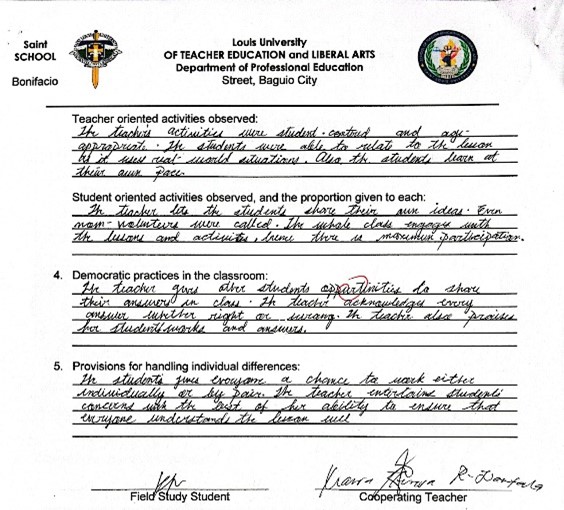 Saint Louis University
SCHOOL OF TEACHER EDUCATION and LIBERAL ARTS
Department of Professional Education
Bonifacio Street, Baguio City
Teacher oriented activities observed:
The teacher's activities were student-centered and age-
appropriate. The students were able to relate to the lesson
as it uses real-world situations. Also the students learn at
their own pace
Student oriented activities observed, and the proportion given to each:
The teacher lets the students share their own ideas. Even
non-volunteers were called. The whole class engages with
the lessons and activities, hence there is maximum participation.
4. Democratic practices in the classroom:
The teacher gives other students opportunities to share
their answers in class. The teacher acknowledges every
answer whether right or wrong. The teacher also praises
her students works and answers.
5. Provisions for handling individual differences:
The students gives everyone a chance to work either
individually or by pair. The teacher entertains students
concerns with the best of her ability to ensure that
everyone understands the lesson well
Field Study Student
Cooperating Teacher